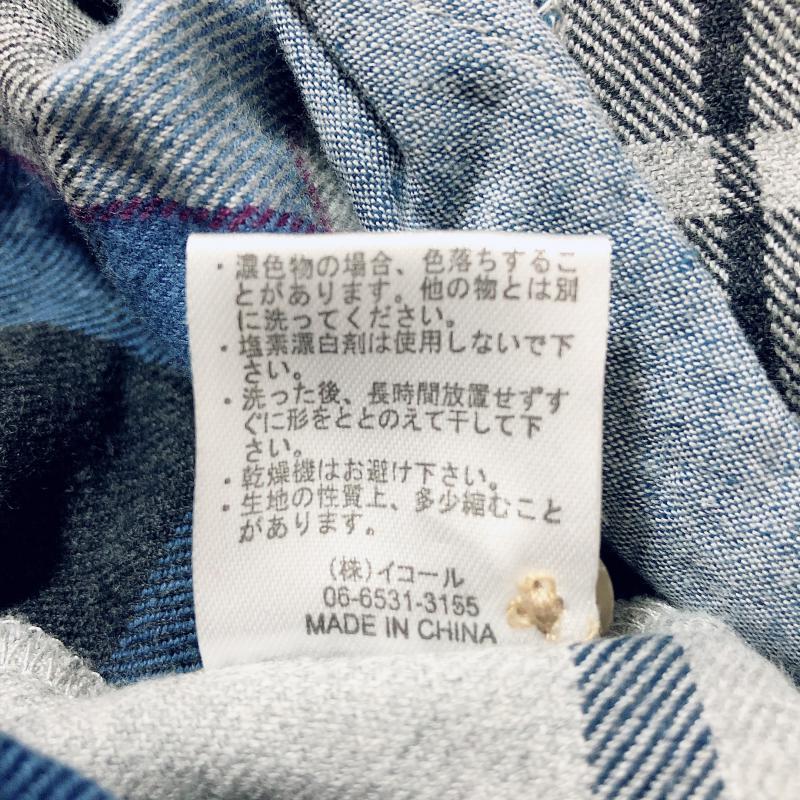 ・濃色物の場合、色落ちするこ
とがあります。他の物とは別
に洗ってください。
・塩素漂白剤は使用しないで下
さい。
・洗った後、長時間放置せずす
ぐに形をととのえて干して下
さい。
・乾燥機はお避け下さい。
・生地の性質上、多少縮むこと
があります。
(株)イコール
06-6531-3155
MADE IN CHINA